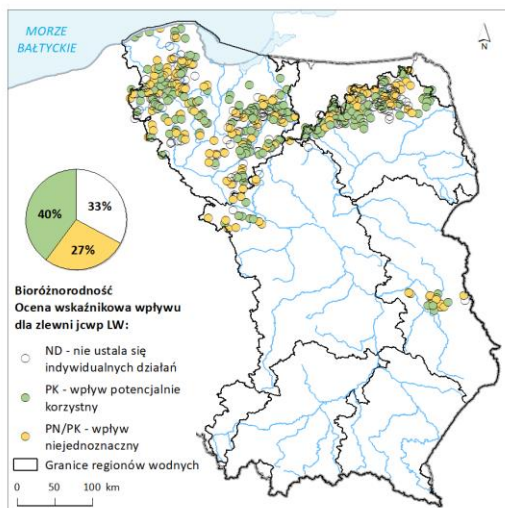 MORZE
BAŁTYCKIE
N
40%
33%
27%
Bioróżnorodność
Ocena wskaźnikowa wpływu
dla zlewni jcwp LW:
ND - nie ustala się
indywidualnych działań
PK - wpływ potencjalnie
korzystny
PN/PK - wpływ
niejednoznaczny
Granice regionów wodnych
0 50 100 km